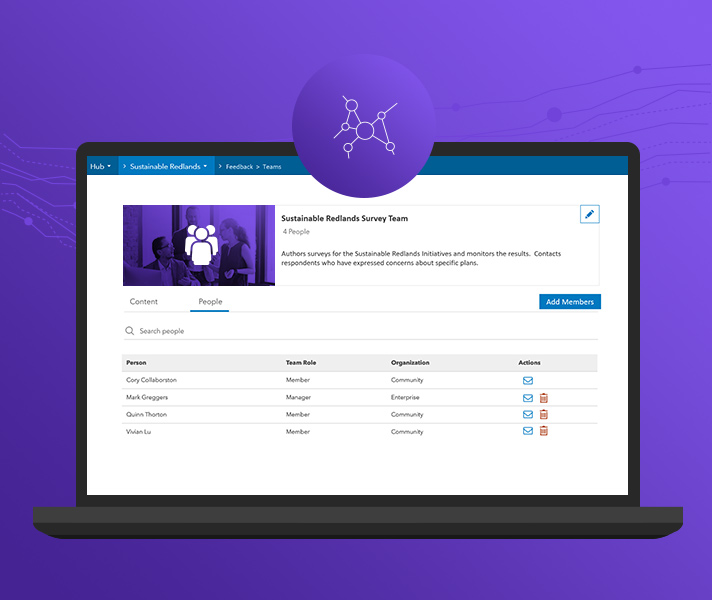 Hub > Sustainable Redlands > Feedback > Teams
Sustainable Redlands Survey Team
4 People
Authors surveys for the Sustainable Redlands Initiatives and monitors the results. Contacts
respondents who have expressed concerns about specific plans.
Content People Add Members
Search people
Person Team Role Organization Actions
Cory Collaborston Member Community
Mark Greggers Manager Enterprise
Quinn Thorton Member Community
Vivian Lu Member Community